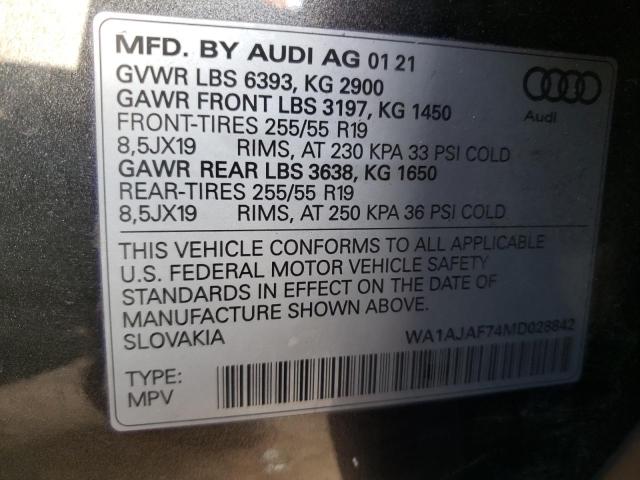 MFD. BY AUDI AG 01 21
GVWR LBS 6393, KG 2900
GAWR FRONT LBS 3197, KG 1450
FRONT-TIRES 255/55 R19
8,5JX19 RIMS, AT 230 KPA 33 PSI COLD
GAWR REAR LBS 3638, KG 1650
REAR-TIRES 255/55 R19
8,5JX19 RIMS, AT 250 KPA 36 PSI COLD
Audi
THIS VEHICLE CONFORMS TO ALL APPLICABLE
U.S. FEDERAL MOTOR VEHICLE SAFETY
STANDARDS IN EFFECT ON THE DATE OF
MANUFACTURE SHOWN ABOVE.
SLOVAKIA WA1AJAF74MD028842
TYPE:
MPV